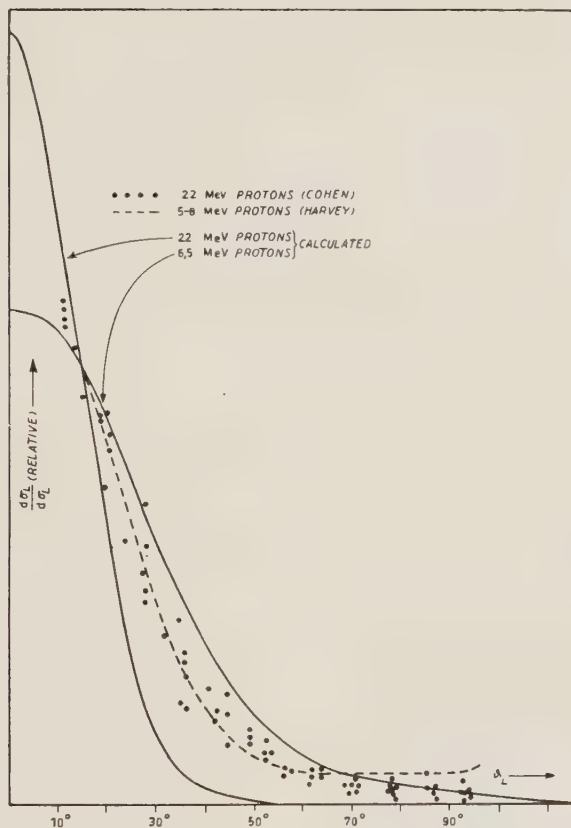 22 MeV PROTONS (COHEN)
5-8 MeV PROTONS (HARVEY)
22 MeV PROTONS
6,5 MeV PROTONS } CALCULATED
dσL
dσL
(RELATIVE)
ϑL
10° 30° 50° 70° 90°